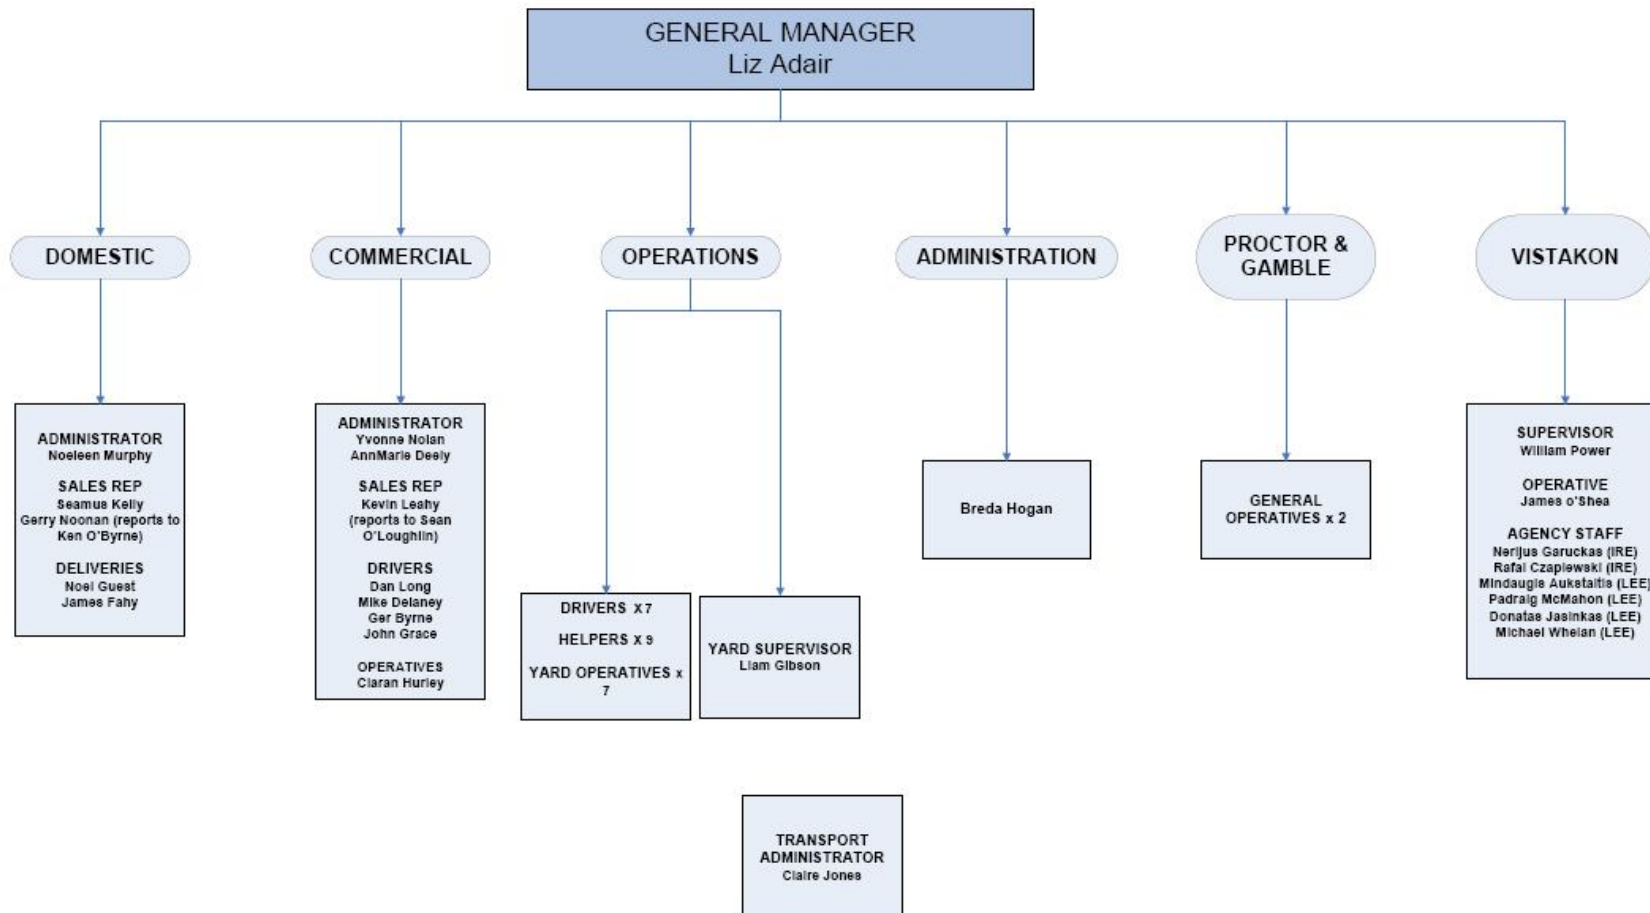 GENERAL MANAGER
Liz Adair
DOMESTIC
COMMERCIAL
OPERATIONS
ADMINISTRATION
PROCTOR &
GAMBLE
VISTAKON
ADMINISTRATOR
Noeleen Murphy
SALES REP
Seamus Kelly
Gerry Noonan (reports to
Ken O'Byrne)
DELIVERIES
Noel Guest
James Fahy
ADMINISTRATOR
Yvonne Nolan
AnnMarie Deely
SALES REP
Kevin Leahy
(reports to Sean
O'Loughlin)
DRIVERS
Dan Long
Mike Delaney
Ger Byrne
John Grace
OPERATIVES
Ciaran Hurley
DRIVERS X 7
HELPERS X 9
YARD OPERATIVES x
7
YARD SUPERVISOR
Liam Gibson
Breda Hogan
GENERAL
OPERATIVES x 2
SUPERVISOR
William Power
OPERATIVE
James o'Shea
AGENCY STAFF
Nerijus Garuckas (IRE)
Rafal Czaplewski (IRE)
Mindaugis Aukstaitis (LEE)
Padraig McMahon (LEE)
Donatas Jasinkas (LEE)
Michael Whelan (LEE)
TRANSPORT
ADMINISTRATOR
Claire Jones